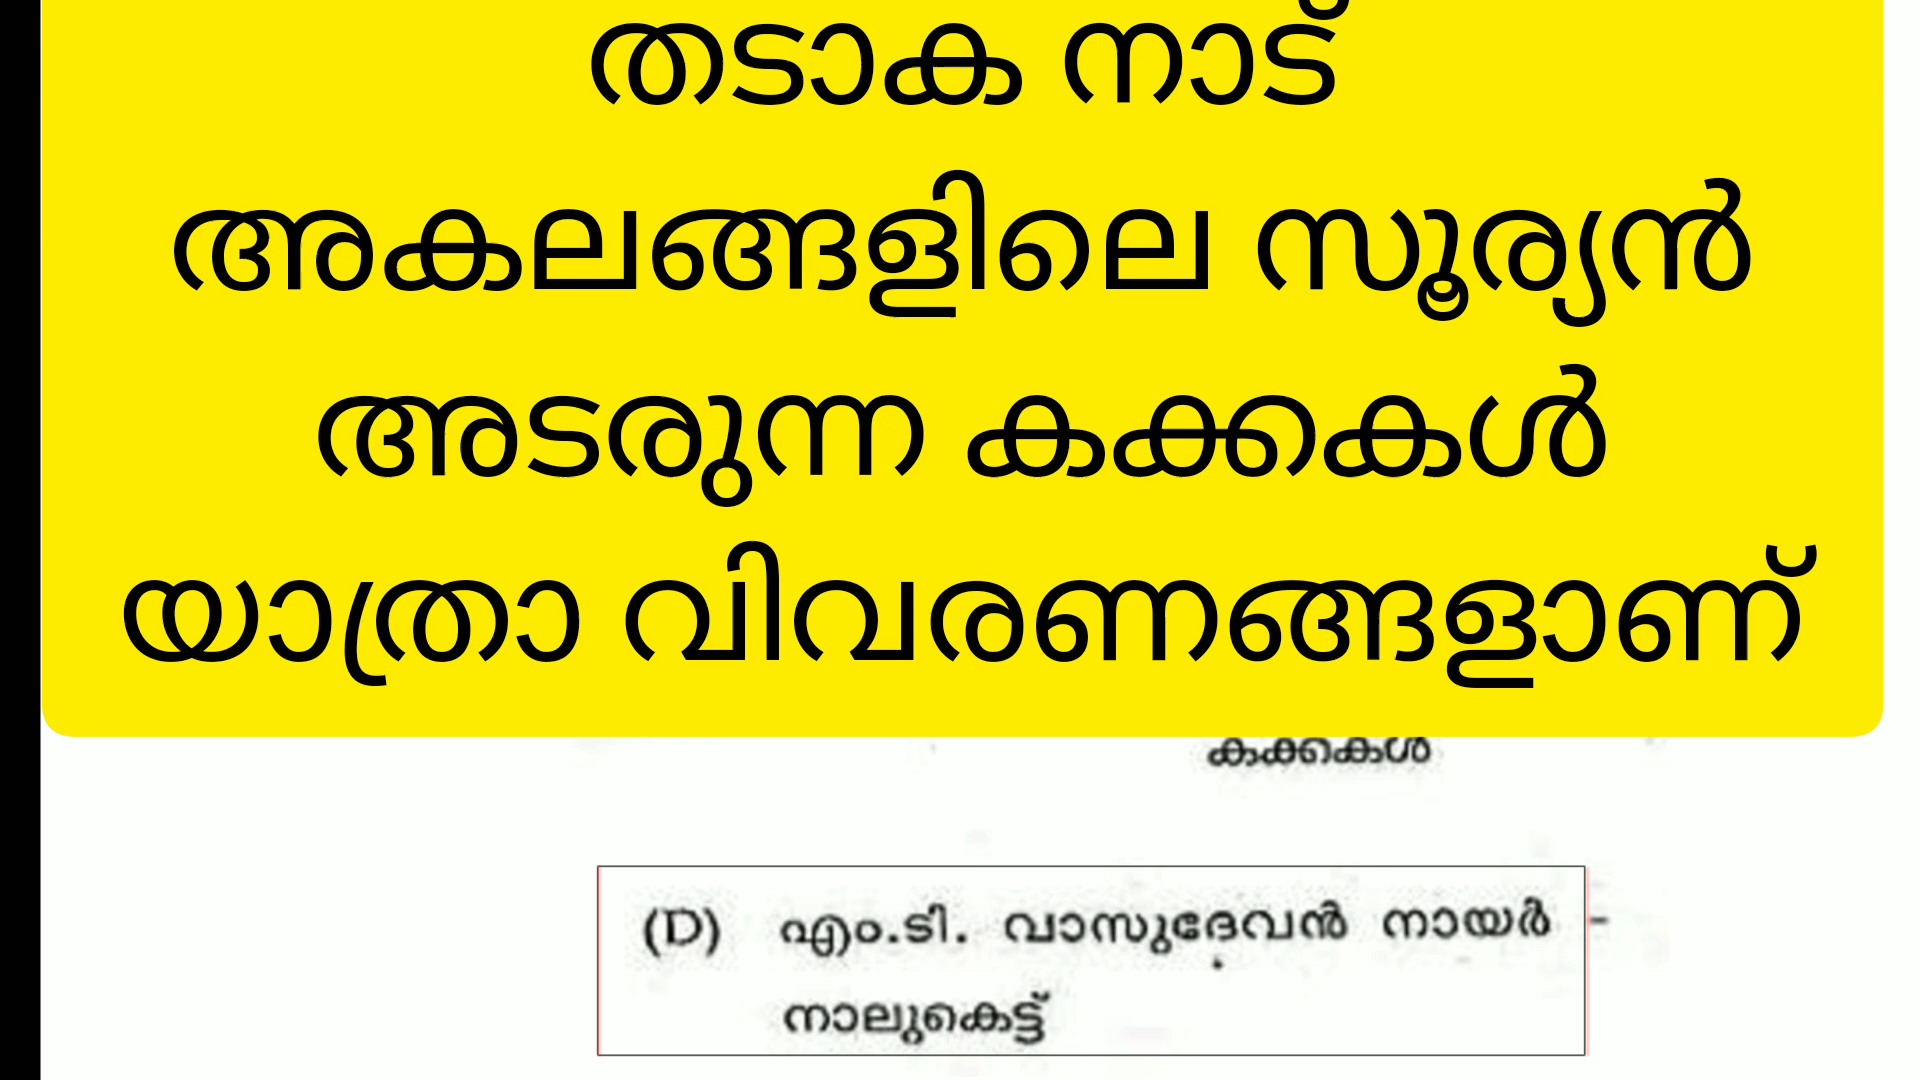 തടാക നാട്
അകലങ്ങളിലെ സൂര്യൻ
അടരുന്ന കക്കകൾ
യാത്രാ വിവരണങ്ങളാണ്
കക്കകൾ
(D) എം.ടി. വാസുദേവൻ നായർ –
നാലുകെട്ട്